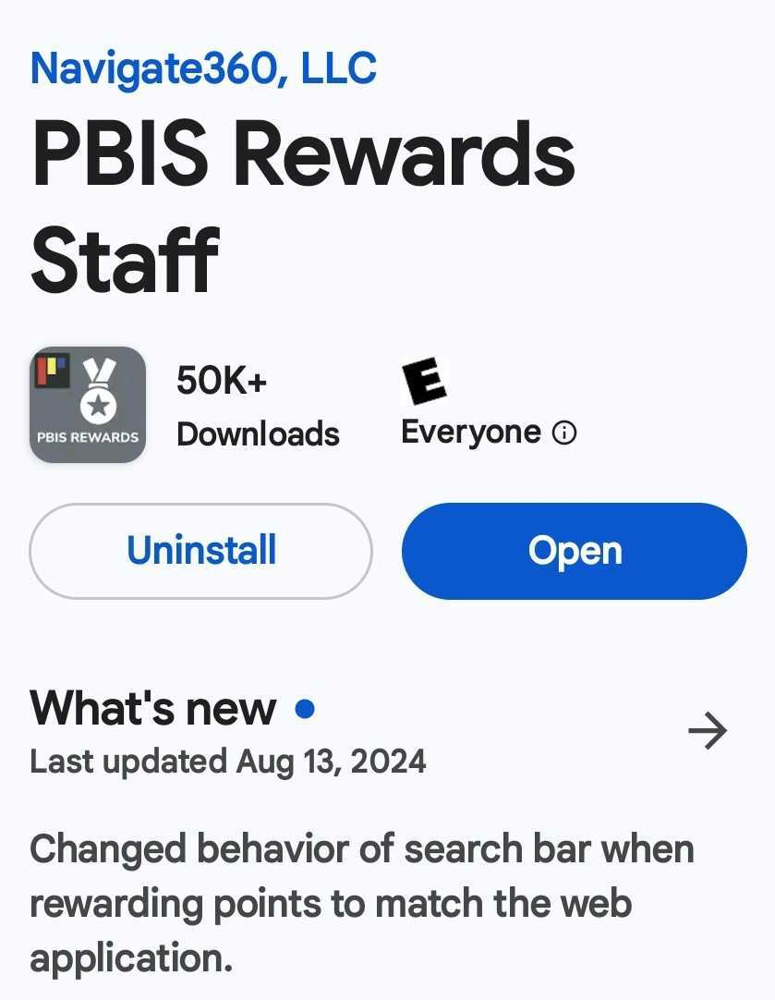 Navigate360, LLC
PBIS Rewards
Staff
PBIS REWARDS
50K+
Downloads
E
Everyone
Uninstall
Open
What's new
Last updated Aug 13, 2024
Changed behavior of search bar when
rewarding points to match the web
application.